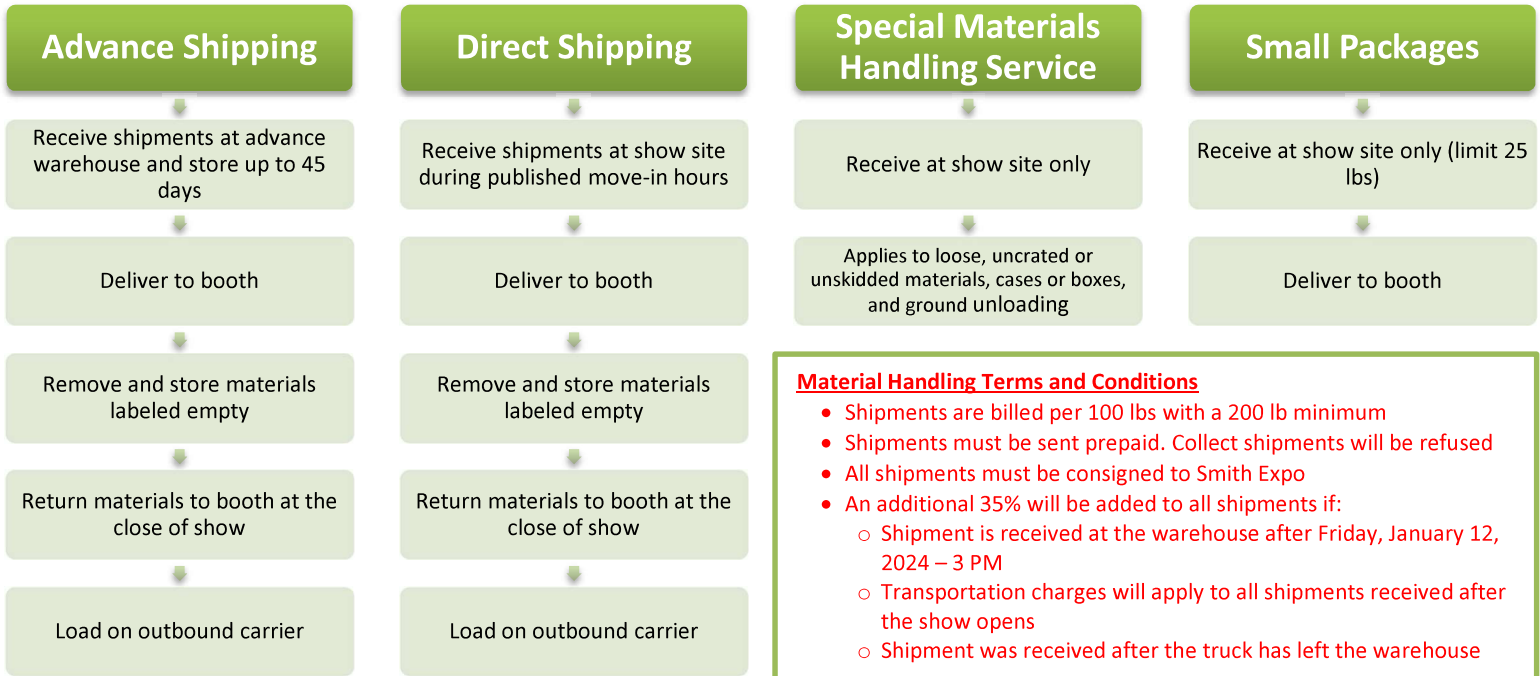 Advance Shipping
Receive shipments at advance
warehouse and store up to 45
days
Deliver to booth
Remove and store materials
labeled empty
Return materials to booth at the
close of show
Load on outbound carrier
Direct Shipping
Receive shipments at show site
during published move-in hours
Deliver to booth
Remove and store materials
labeled empty
Return materials to booth at the
close of show
Load on outbound carrier
Special Materials
Handling Service
Receive at show site only
Applies to loose, uncrated or
unskidded materials, cases or boxes,
and ground unloading
Small Packages
Receive at show site only (limit 25
lbs)
Deliver to booth
Material Handling Terms and Conditions
• Shipments are billed per 100 lbs with a 200 lb minimum
• Shipments must be sent prepaid. Collect shipments will be refused
• All shipments must be consigned to Smith Expo
• An additional 35% will be added to all shipments if:
o Shipment is received at the warehouse after Friday, January 12,
2024 – 3 PM
o Transportation charges will apply to all shipments received after
the show opens
o Shipment was received after the truck has left the warehouse